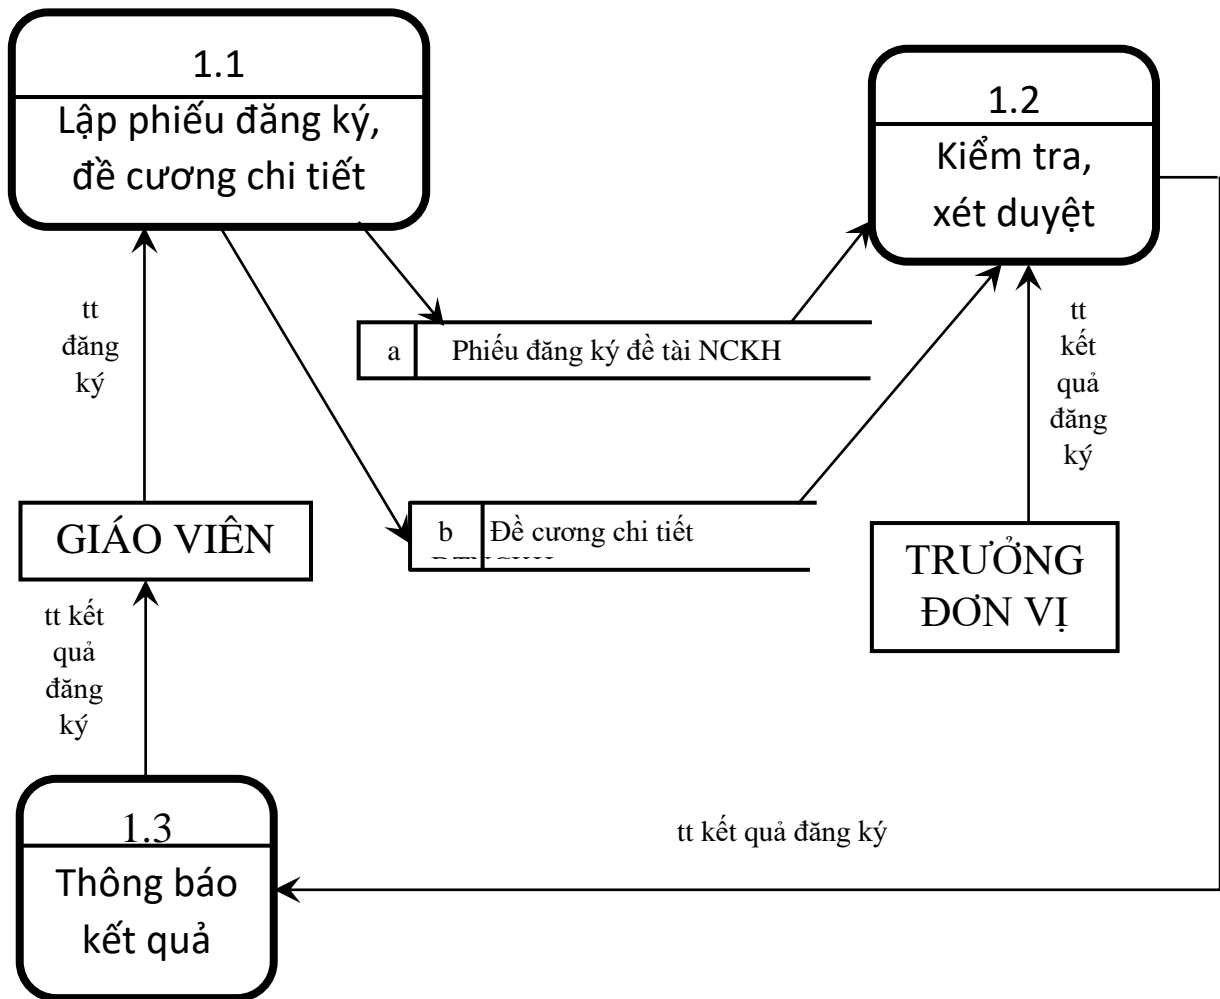 1.1
Lập phiếu đăng ký,
đề cương chi tiết
1.2
Kiểm tra,
xét duyệt
tt
đăng
ký
a
Phiếu đăng ký đề tài NCKH
tt
kết
quả
đăng
ký
GIÁO VIÊN
b
Đề cương chi tiết
TRƯỞNG
ĐƠN VỊ
tt kết
quả
đăng
ký
1.3
Thông báo
kết quả
tt kết quả đăng ký